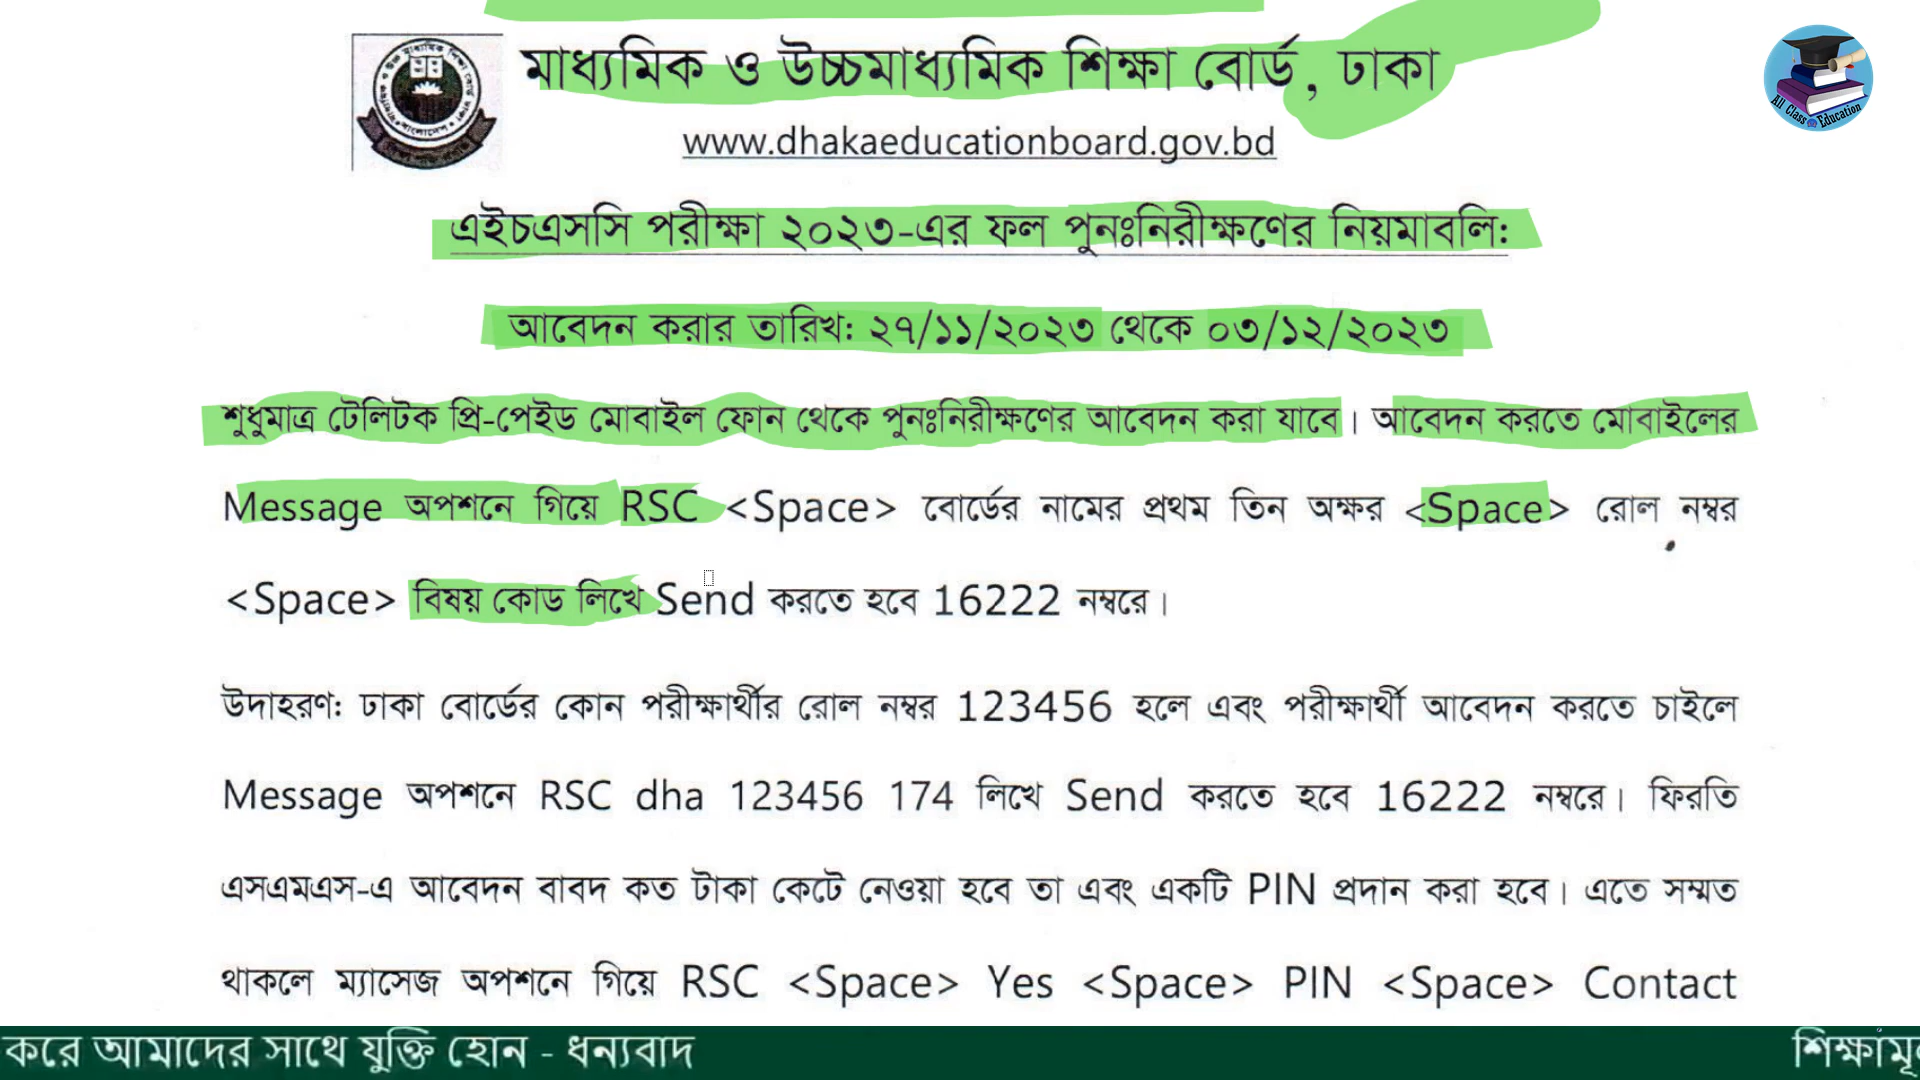 মাধ্যমিক ও উচ্চমাধ্যমিক শিক্ষা বোর্ড, ঢাকা
www.dhakaeducationboard.gov.bd
All Class Education
এইচএসসি পরীক্ষা ২০২৩-এর ফল পুনঃনিরীক্ষণের নিয়মাবলি:
আবেদন করার তারিখ: ২৭/১১/২০২৩ থেকে ০৩/১২/২০২৩
শুধুমাত্র টেলিটক প্রি-পেইড মোবাইল ফোন থেকে পুনঃনিরীক্ষণের আবেদন করা যাবে। আবেদন করতে মোবাইলের
Message অপশনে গিয়ে RSC <Space> বোর্ডের নামের প্রথম তিন অক্ষর <Space> রোল নম্বর
<Space> বিষয় কোড লিখে Send করতে হবে 16222 নম্বরে।
উদাহরণ: ঢাকা বোর্ডের কোন পরীক্ষার্থীর রোল নম্বর 123456 হলে এবং পরীক্ষার্থী আবেদন করতে চাইলে
Message অপশনে RSC dha 123456 174 লিখে Send করতে হবে 16222 নম্বরে। ফিরতি
এসএমএস-এ আবেদন বাবদ কত টাকা কেটে নেওয়া হবে তা এবং একটি PIN প্রদান করা হবে। এতে সম্মত
থাকলে ম্যাসেজ অপশনে গিয়ে RSC <Space> Yes <Space> PIN <Space> Contact
করে আমাদের সাথে যুক্তি হোন - ধন্যবাদ